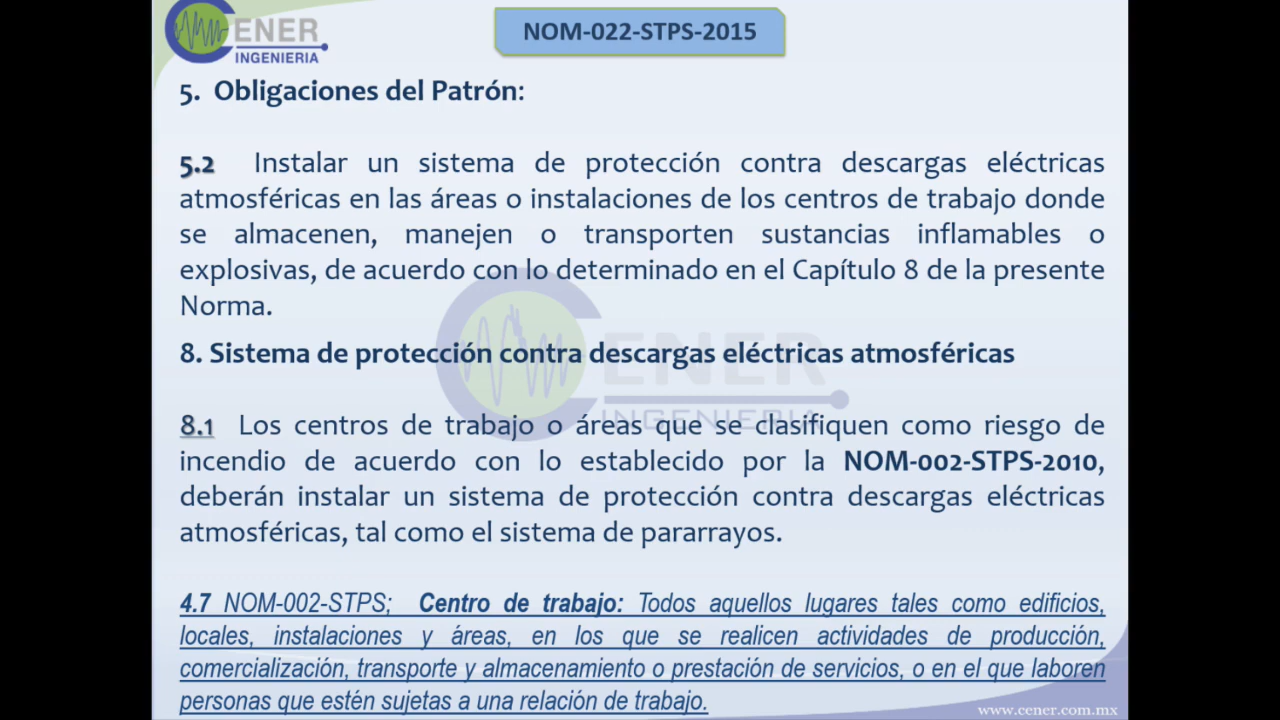 ENER
INGENIERIA
NOM-022-STPS-2015
5. Obligaciones del Patrón:
5.2 Instalar un sistema de protección contra descargas eléctricas
atmosféricas en las áreas o instalaciones de los centros de trabajo donde
se almacenen, manejen o transporten sustancias inflamables o
explosivas, de acuerdo con lo determinado en el Capítulo 8 de la presente
Norma.
8. Sistema de protección contra descargas eléctricas atmosféricas
ENER
INGENIERIA
8.1 Los centros de trabajo o áreas que se clasifiquen como riesgo de
incendio de acuerdo con lo establecido por la NOM-002-STPS-2010,
deberán instalar un sistema de protección contra descargas eléctricas
atmosféricas, tal como el sistema de pararrayos.
4.7 NOM-002-STPS; Centro de trabajo: Todos aquellos lugares tales como edificios,
locales, instalaciones y áreas, en los que se realicen actividades de producción,
comercialización, transporte y almacenamiento o prestación de servicios, o en el que laboren
personas que estén sujetas a una relación de trabajo.
www.cener.com.mx